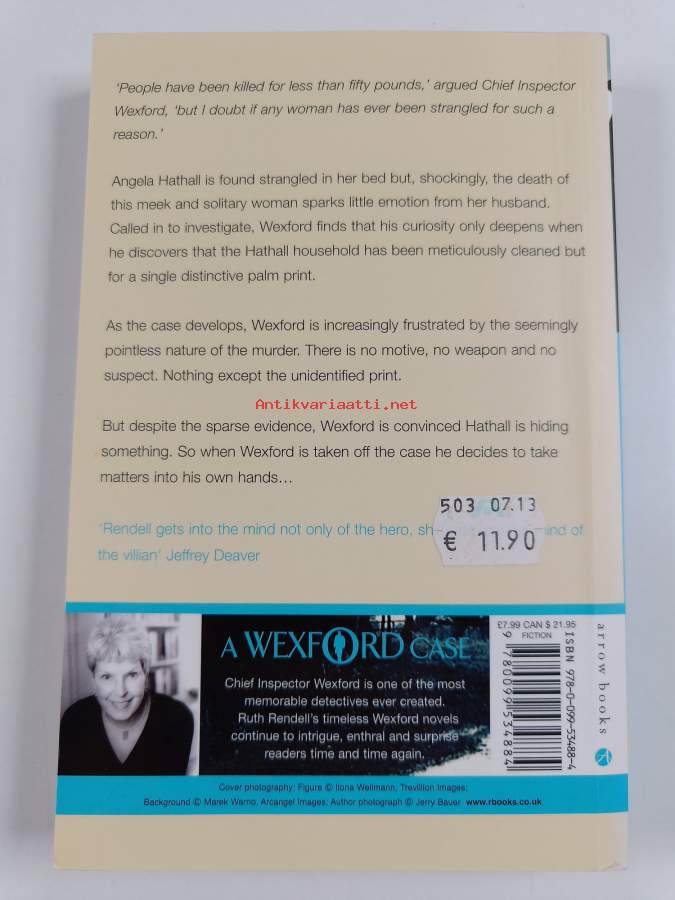 'People have been killed for less than fifty pounds,' argued Chief Inspector
Wexford, 'but I doubt if any woman has ever been strangled for such a
reason.'
Angela Hathall is found strangled in her bed but, shockingly, the death of
this meek and solitary woman sparks little emotion from her husband.
Called in to investigate, Wexford finds that his curiosity only deepens when
he discovers that the Hathall household has been meticulously cleaned but
for a single distinctive palm print.
As the case develops, Wexford is increasingly frustrated by the seemingly
pointless nature of the murder. There is no motive, no weapon and no
suspect. Nothing except the unidentified print.
Antikvariaatti.net
But despite the sparse evidence, Wexford is convinced Hathall is hiding
something. So when Wexford is taken off the case he decides to take
matters into his own hands...
503 07.13
€ 11.90
'Rendell gets into the mind not only of the hero, of
the villian' Jeffrey Deaver
A WEXFORD CASE
Chief Inspector Wexford is one of the most
memorable detectives ever created.
Ruth Rendell's timeless Wexford novels
continue to intrigue, enthral and surprise
readers time and time again.
£7.99 CAN $ 21.95
FICTION
ISBN 978-0-099-53488-4
9 780099 534884
arrow books
Cover photography: Figure © Ilona Wellmann, Trevillion Images;
Background © Marek Warno, Arcangel Images; Author photograph © Jerry Bauer www.rbooks.co.uk